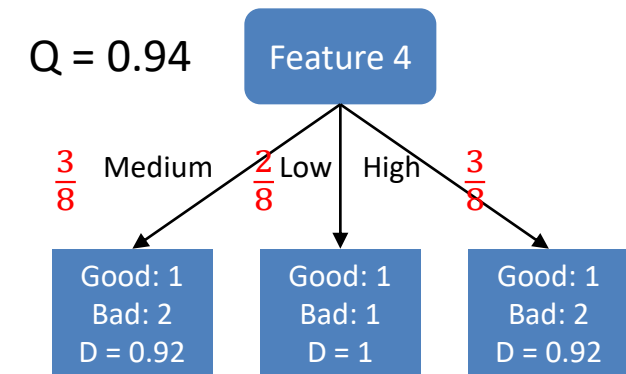 Q = 0.94
Feature 4
3/8 Medium 2/8 Low High 3/8
Good: 1
Bad: 2
D = 0.92
Good: 1
Bad: 1
D = 1
Good: 1
Bad: 2
D = 0.92